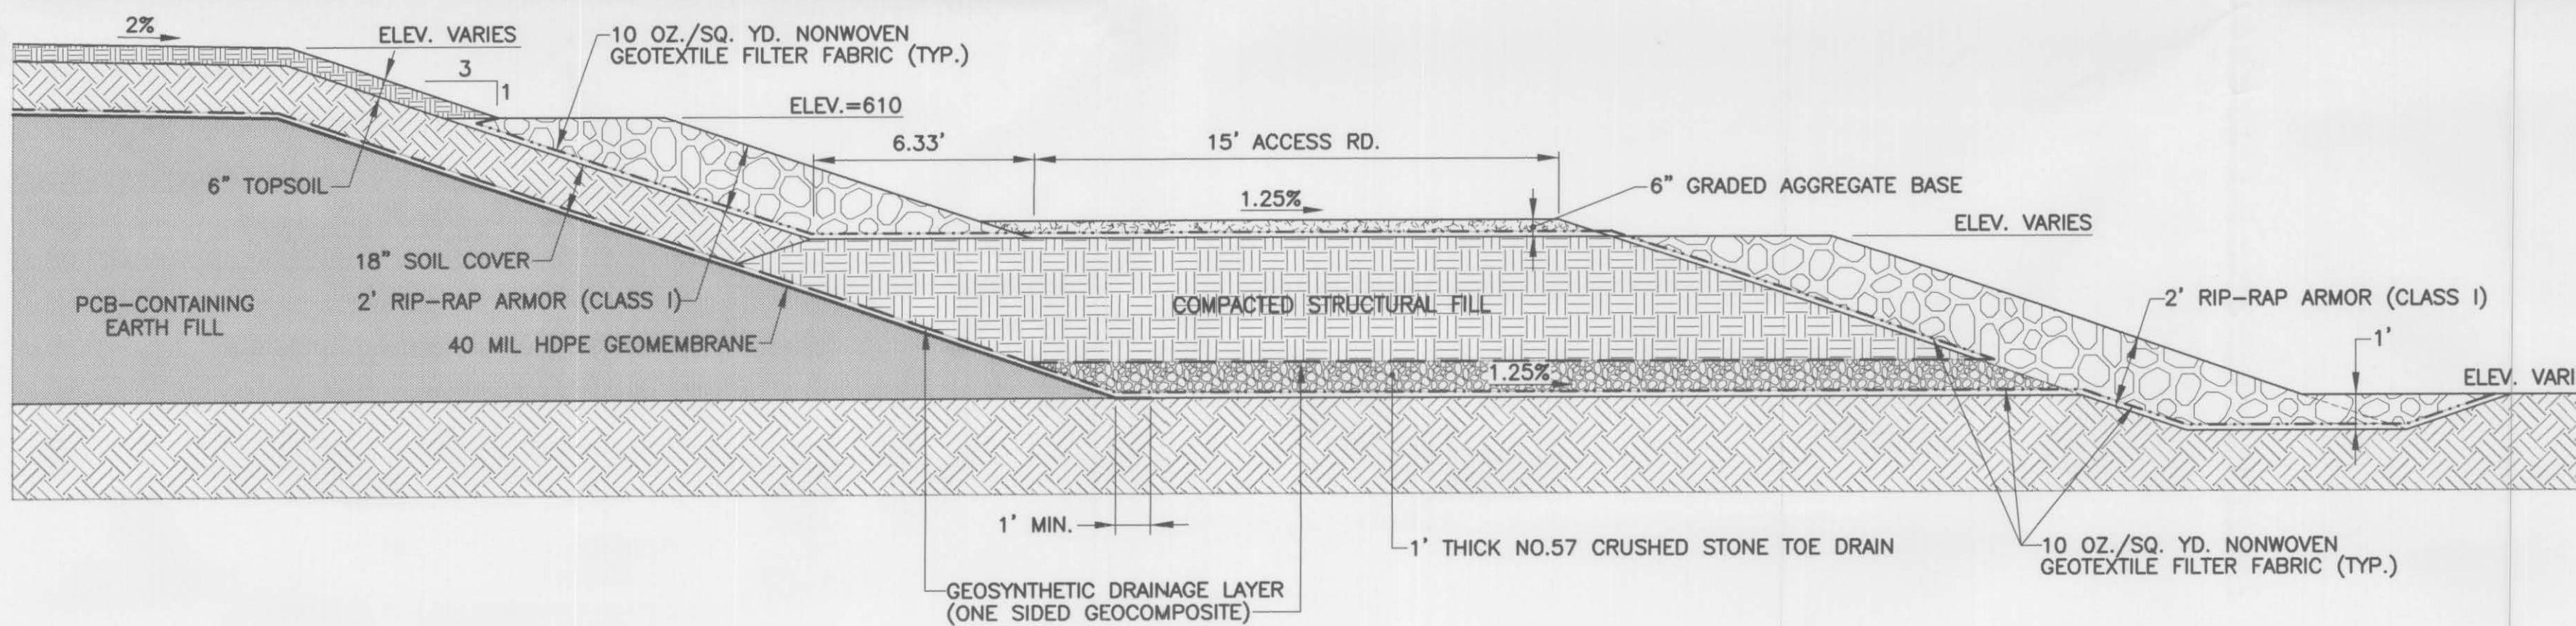 2%
ELEV. VARIES
10 OZ./SQ. YD. NONWOVEN
GEOTEXTILE FILTER FABRIC (TYP.)
3
1
ELEV.=610
6.33'
15' ACCESS RD.
6" TOPSOIL
1.25%
6" GRADED AGGREGATE BASE
ELEV. VARIES
18" SOIL COVER
PCB-CONTAINING
EARTH FILL
2' RIP-RAP ARMOR (CLASS I)
COMPACTED STRUCTURAL FILL
2' RIP-RAP ARMOR (CLASS I)
40 MIL HDPE GEOMEMBRANE
1'
1.25%
ELEV. VARI
1' MIN.
1' THICK NO.57 CRUSHED STONE TOE DRAIN
10 OZ./SQ. YD. NONWOVEN
GEOTEXTILE FILTER FABRIC (TYP.)
GEOSYNTHETIC DRAINAGE LAYER
(ONE SIDED GEOCOMPOSITE)